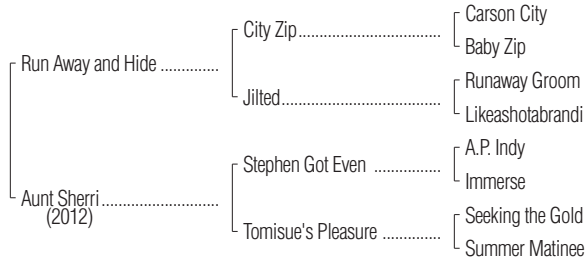 Carson City
City Zip
Baby Zip
Run Away and Hide
Runaway Groom
Jilted
Likeashotabrandi
A.P. Indy
Stephen Got Even
Immerse
Aunt Sherri
(2012)
Seeking the Gold
Tomisue's Pleasure
Summer Matinee